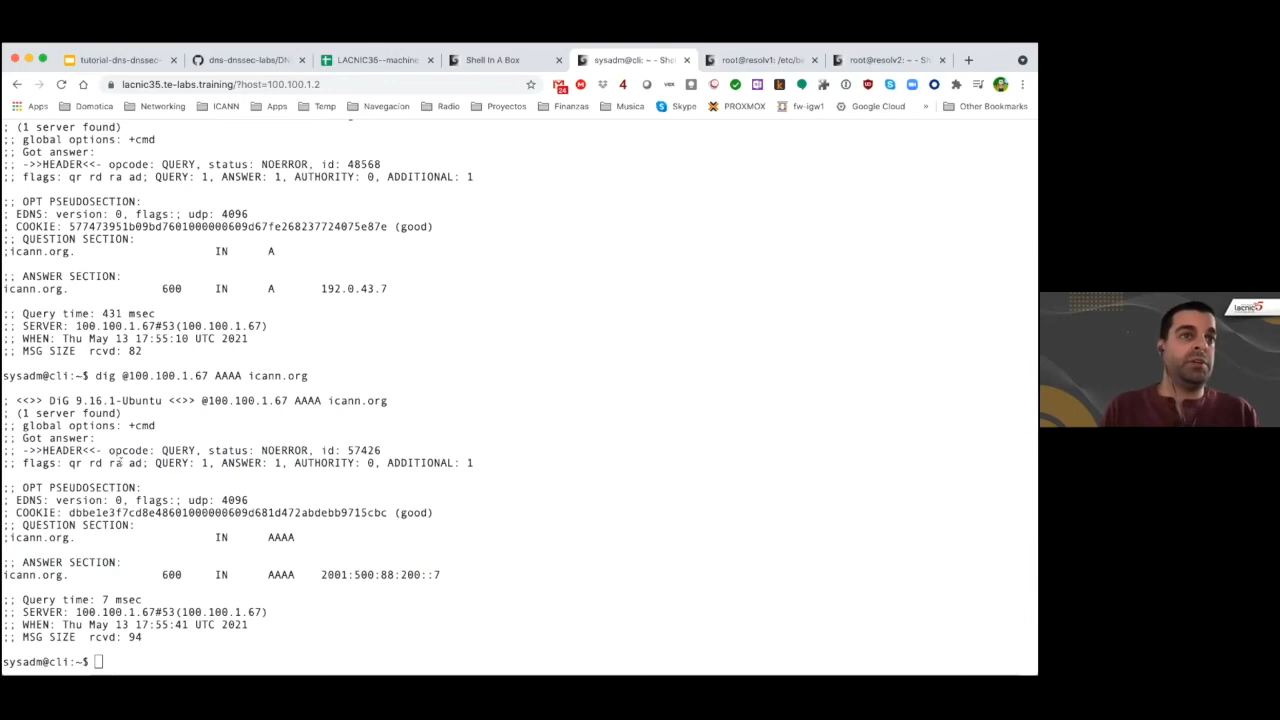 tutorial-dns-dnssec- dns-dnssec-labs/DN LACNIC35--machine Shell In A Box sysadm@cli: ~ - She root@resolv1: /etc/be root@resolv2: ~ - S
lacnic35.te-labs.training/?host=100.100.1.2
Apps Domotica Networking ICANN Apps Temp Navegacion Radio Proyectos Finanzas Musica Skype PROXMOX fw-igw1 Google Cloud » Other Bookmarks
; (1 server found)
;; global options: +cmd
;; Got answer:
;; ->>HEADER<<- opcode: QUERY, status: NOERROR, id: 48568
;; flags: qr rd ra ad; QUERY: 1, ANSWER: 1, AUTHORITY: 0, ADDITIONAL: 1
;; OPT PSEUDOSECTION:
; EDNS: version: 0, flags:; udp: 4096
; COOKIE: 577473951b09bd7601000000609d67fe268237724075e87e (good)
;; QUESTION SECTION:
;icann.org. IN A
;; ANSWER SECTION:
icann.org. 600 IN A 192.0.43.7
;; Query time: 431 msec
;; SERVER: 100.100.1.67#53(100.100.1.67)
;; WHEN: Thu May 13 17:55:10 UTC 2021
;; MSG SIZE rcvd: 82
sysadm@cli:~$ dig @100.100.1.67 AAAA icann.org
; <<>> DiG 9.16.1-Ubuntu <<>> @100.100.1.67 AAAA icann.org
; (1 server found)
;; global options: +cmd
;; Got answer:
;; ->>HEADER<<- opcode: QUERY, status: NOERROR, id: 57426
;; flags: qr rd ra ad; QUERY: 1, ANSWER: 1, AUTHORITY: 0, ADDITIONAL: 1
;; OPT PSEUDOSECTION:
; EDNS: version: 0, flags:; udp: 4096
; COOKIE: dbbe1e3f7cd8e48601000000609d681d472abdebb9715cbc (good)
;; QUESTION SECTION:
;icann.org. IN AAAA
;; ANSWER SECTION:
icann.org. 600 IN AAAA 2001:500:88:200::7
;; Query time: 7 msec
;; SERVER: 100.100.1.67#53(100.100.1.67)
;; WHEN: Thu May 13 17:55:41 UTC 2021
;; MSG SIZE rcvd: 94
sysadm@cli:~$
lacnic35